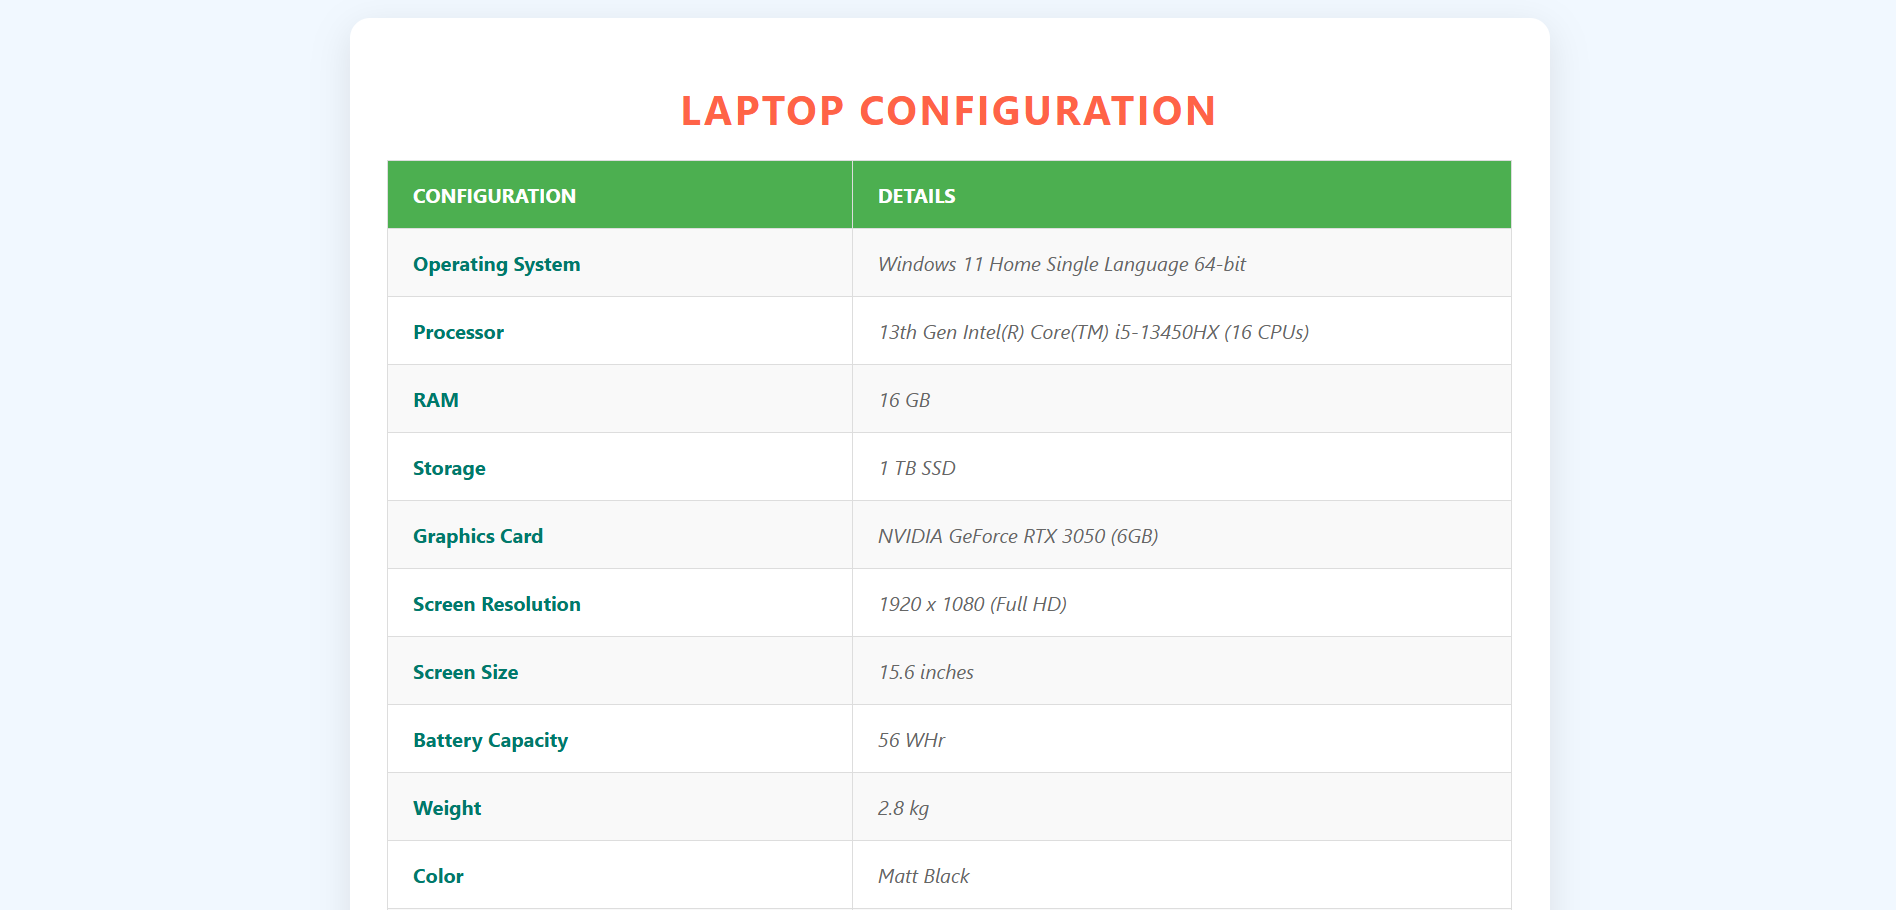 LAPTOP CONFIGURATION
CONFIGURATION DETAILS
Operating System Windows 11 Home Single Language 64-bit
Processor 13th Gen Intel(R) Core(TM) i5-13450HX (16 CPUs)
RAM 16 GB
Storage 1 TB SSD
Graphics Card NVIDIA GeForce RTX 3050 (6GB)
Screen Resolution 1920 x 1080 (Full HD)
Screen Size 15.6 inches
Battery Capacity 56 WHr
Weight 2.8 kg
Color Matt Black